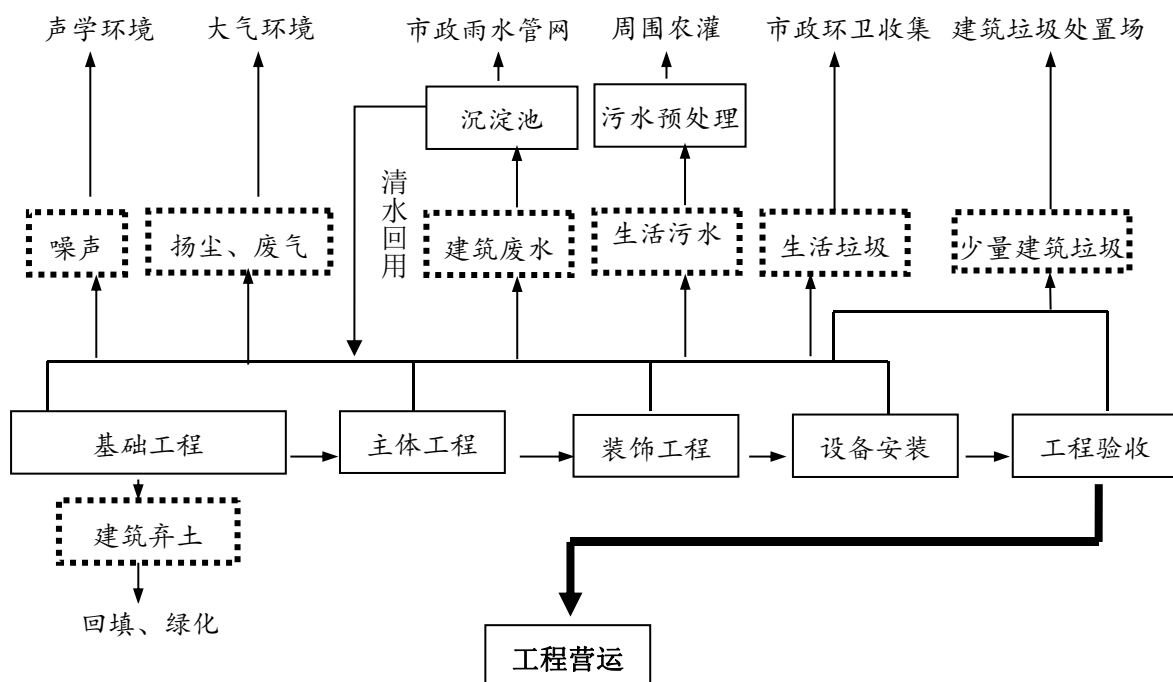 声学环境
大气环境
市政雨水管网
周围农灌
市政环卫收集
建筑垃圾处置场
沉淀池
污水预处理
清水回用
噪声
扬尘、废气
建筑废水
生活污水
生活垃圾
少量建筑垃圾
基础工程
主体工程
装饰工程
设备安装
工程验收
建筑弃土
回填、绿化
工程营运